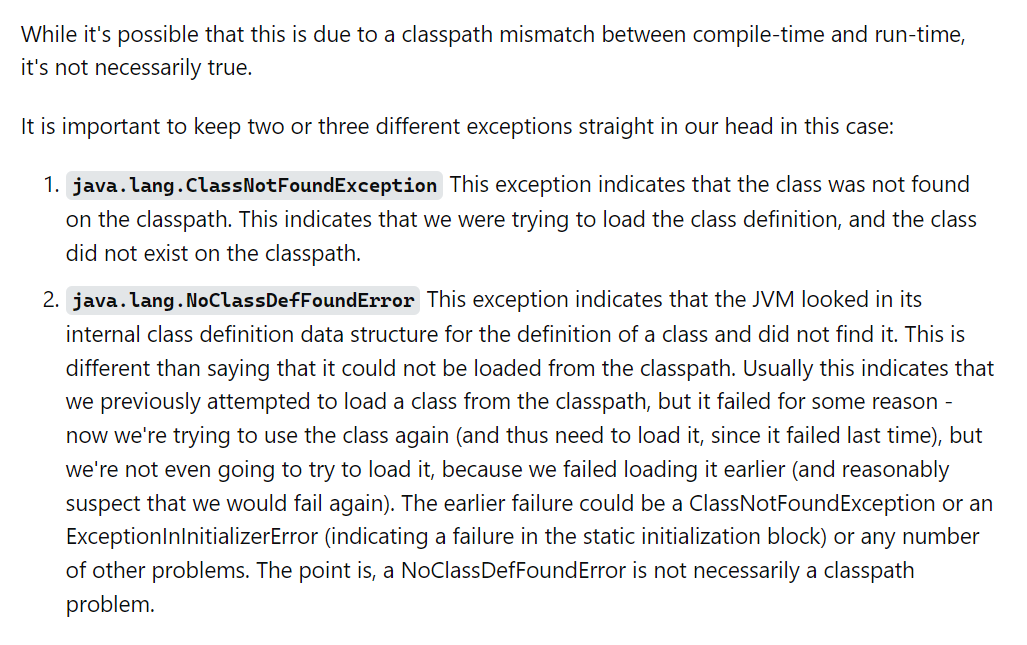 While it's possible that this is due to a classpath mismatch between compile-time and run-time,
it's not necessarily true.
It is important to keep two or three different exceptions straight in our head in this case:
1. java.lang.ClassNotFoundException This exception indicates that the class was not found
on the classpath. This indicates that we were trying to load the class definition, and the class
did not exist on the classpath.
2. java.lang.NoClassDefFoundError This exception indicates that the JVM looked in its
internal class definition data structure for the definition of a class and did not find it. This is
different than saying that it could not be loaded from the classpath. Usually this indicates that
we previously attempted to load a class from the classpath, but it failed for some reason -
now we're trying to use the class again (and thus need to load it, since it failed last time), but
we're not even going to try to load it, because we failed loading it earlier (and reasonably
suspect that we would fail again). The earlier failure could be a ClassNotFoundException or an
ExceptionInInitializerError (indicating a failure in the static initialization block) or any number
of other problems. The point is, a NoClassDefFoundError is not necessarily a classpath
problem.